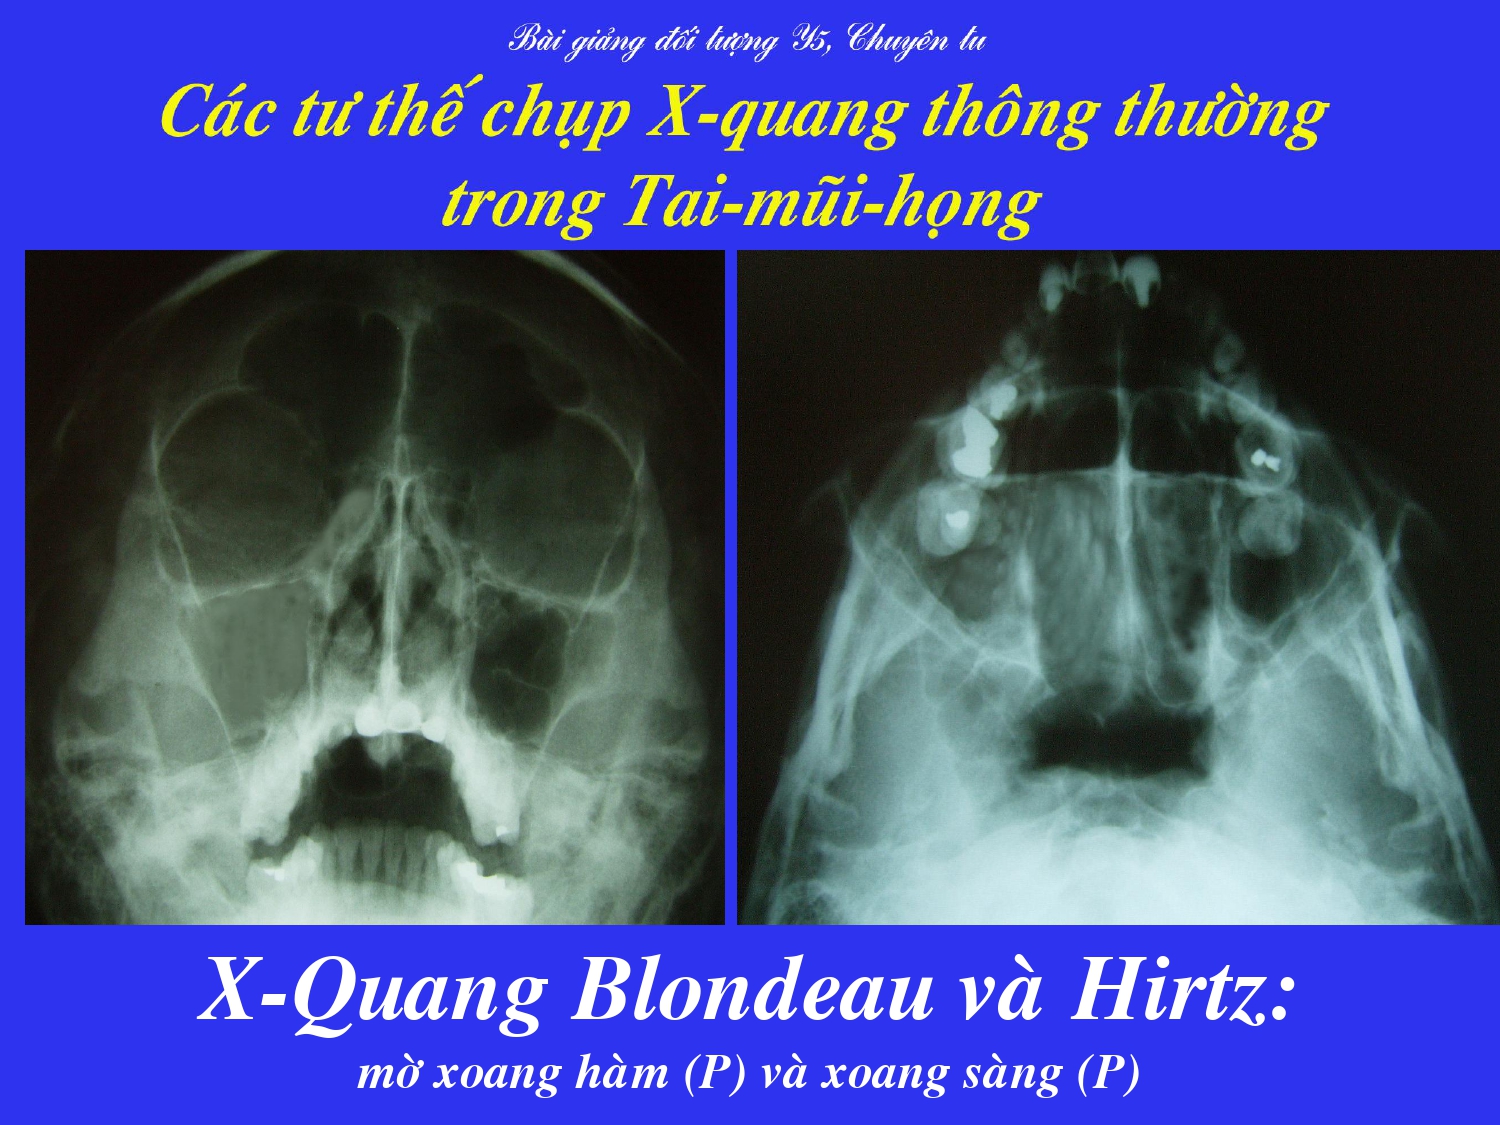 Bài giảng đối tượng Y5, Chuyên tu
Các tư thế chụp X-quang thông thường
trong Tai-mũi-họng
X-Quang Blondeau và Hirtz:
mờ xoang hàm (P) và xoang sàng (P)